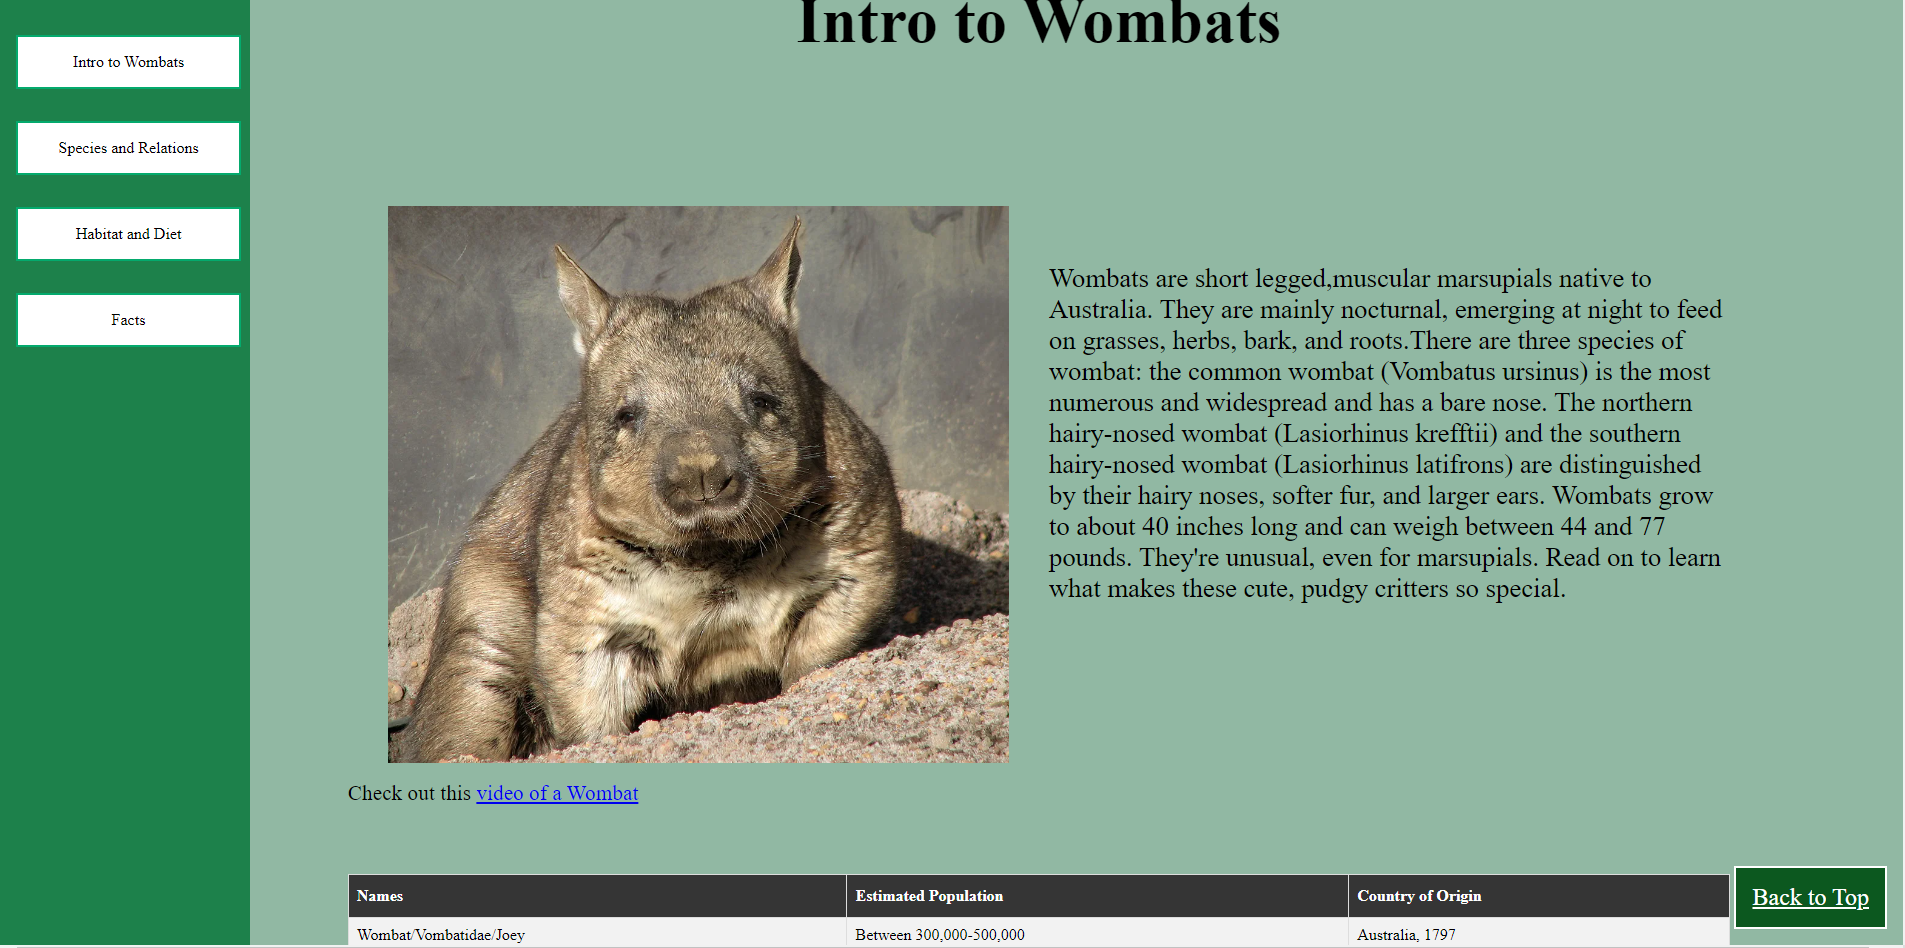 Intro to Wombats
Species and Relations
Habitat and Diet
Facts
Intro to Wombats
Wombats are short legged,muscular marsupials native to
Australia. They are mainly nocturnal, emerging at night to feed
on grasses, herbs, bark, and roots.There are three species of
wombat: the common wombat (Vombatus ursinus) is the most
numerous and widespread and has a bare nose. The northern
hairy-nosed wombat (Lasiorhinus krefftii) and the southern
hairy-nosed wombat (Lasiorhinus latifrons) are distinguished
by their hairy noses, softer fur, and larger ears. Wombats grow
to about 40 inches long and can weigh between 44 and 77
pounds. They're unusual, even for marsupials. Read on to learn
what makes these cute, pudgy critters so special.
Check out this video of a Wombat
Names Estimated Population Country of Origin
Wombat/Vombatidae/Joey Between 300,000-500,000 Australia, 1797
Back to Top